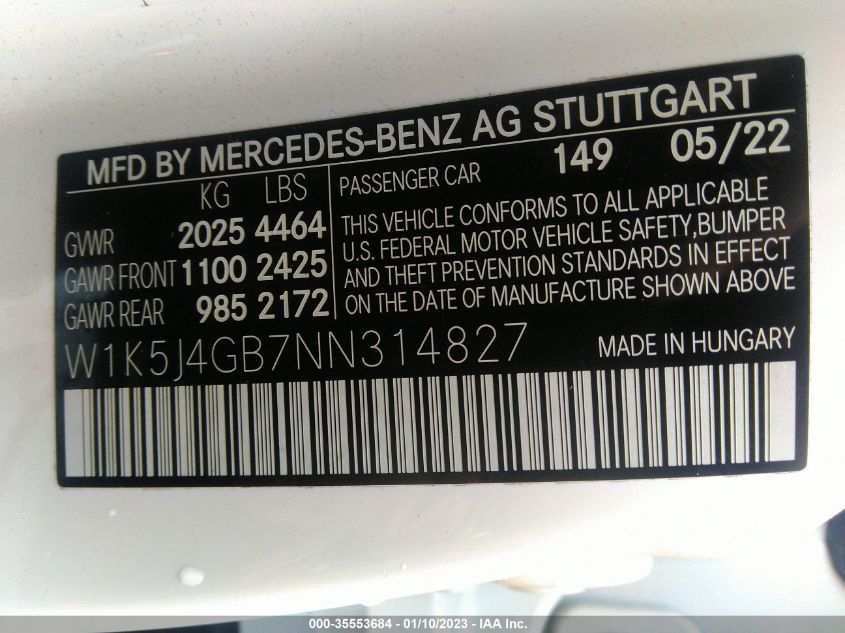 MFD BY MERCEDES-BENZ AG STUTTGART
KG LBS
GVWR 2025 4464
GAWR FRONT 1100 2425
GAWR REAR 985 2172
PASSENGER CAR 149 05/22
THIS VEHICLE CONFORMS TO ALL APPLICABLE
U.S. FEDERAL MOTOR VEHICLE SAFETY,BUMPER
AND THEFT PREVENTION STANDARDS IN EFFECT
ON THE DATE OF MANUFACTURE SHOWN ABOVE
W1K5J4GB7NN314827
MADE IN HUNGARY
000-35553684 - 01/10/2023 - IAA Inc.